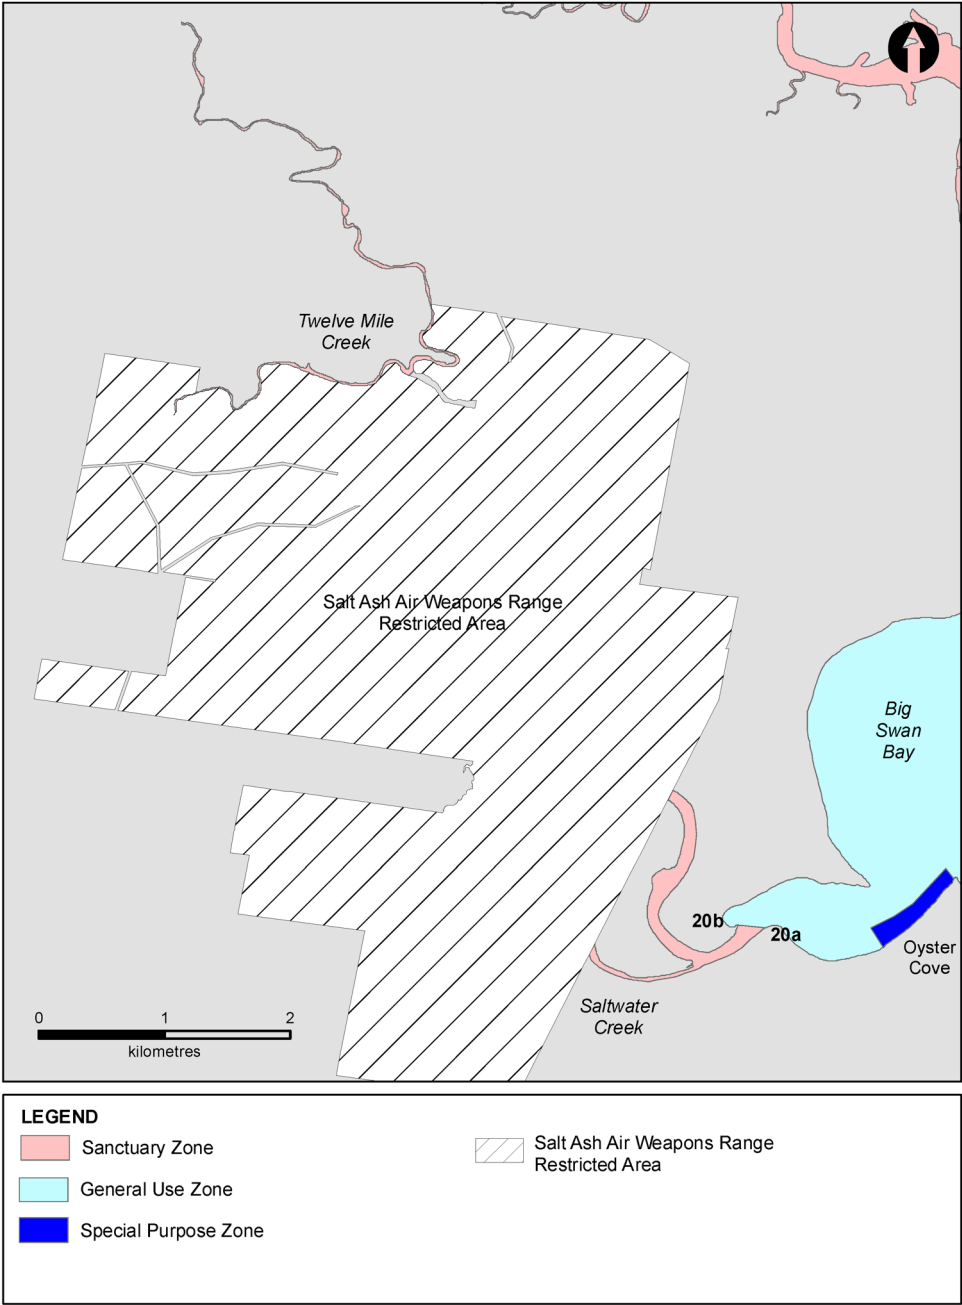 Twelve Mile
Creek
Salt Ash Air Weapons Range
Restricted Area
Big
Swan
Bay
20b
20a
Oyster
Cove
Saltwater
Creek
0 1 2
kilometres
LEGEND
Sanctuary Zone
General Use Zone
Special Purpose Zone
Salt Ash Air Weapons Range
Restricted Area